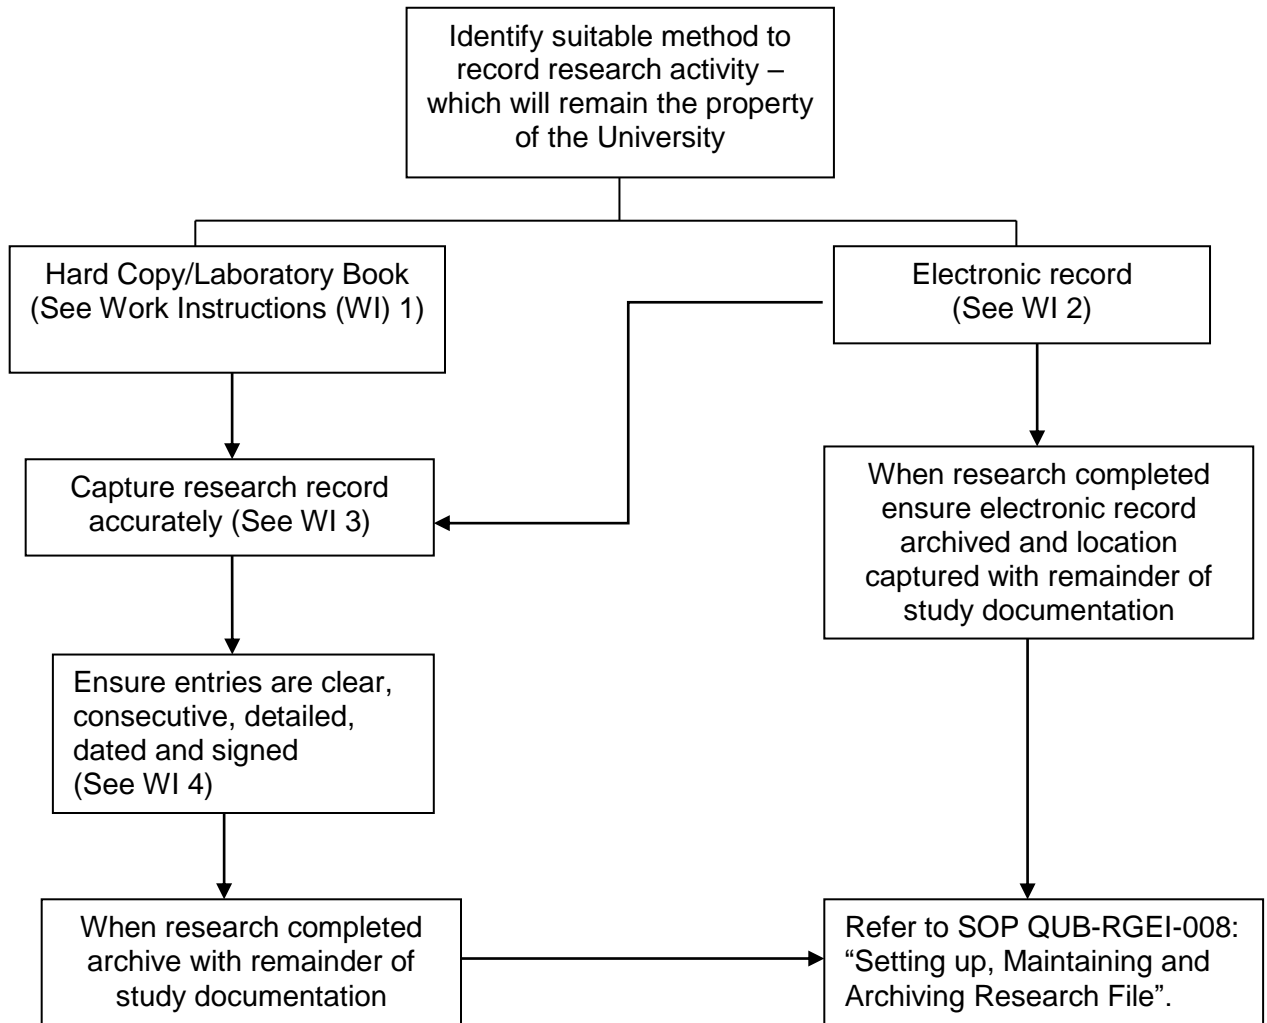 Identify suitable method to
record research activity –
which will remain the property
of the University
Hard Copy/Laboratory Book
(See Work Instructions (WI) 1)
Electronic record
(See WI 2)
Capture research record
accurately (See WI 3)
When research completed
ensure electronic record
archived and location
captured with remainder of
study documentation
Ensure entries are clear,
consecutive, detailed,
dated and signed
(See WI 4)
When research completed
archive with remainder of
study documentation
Refer to SOP QUB-RGEI-008:
“Setting up, Maintaining and
Archiving Research File”.